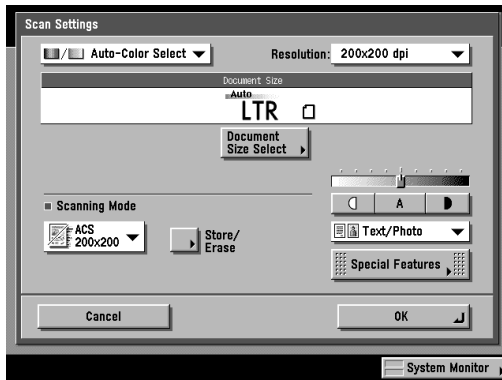 Scan Settings
Auto-Color Select
Resolution: 200x200 dpi
Document Size
Auto
LTR
Document
Size Select
Scanning Mode
A
ACS
200x200
Store/
Erase
Text/Photo
Special Features
Cancel
OK
System Monitor